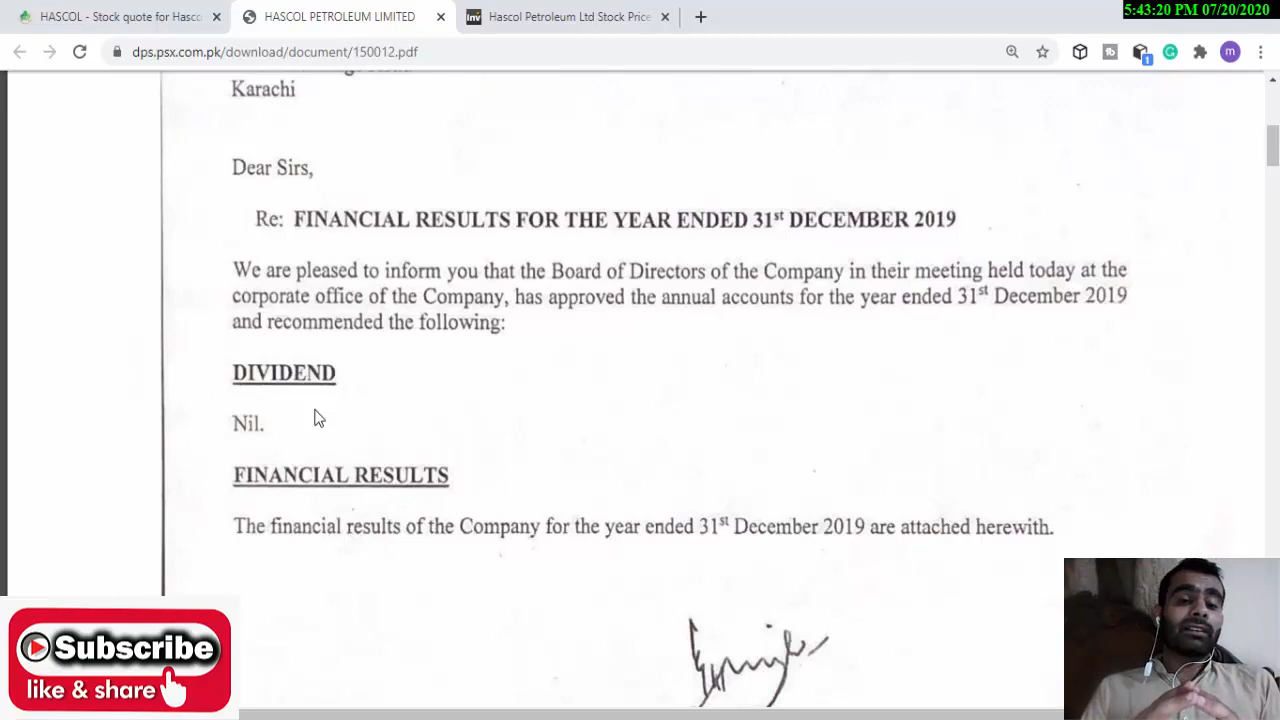 5:43:20 PM 07/20/2020
HASCOL - Stock quote for Hasco
HASCOL PETROLEUM LIMITED
Inv
Hascol Petroleum Ltd Stock Price
dps.psx.com.pk/download/document/150012.pdf
1
m
Karachi
Dear Sirs,
Re: FINANCIAL RESULTS FOR THE YEAR ENDED 31st DECEMBER 2019
We are pleased to inform you that the Board of Directors of the Company in their meeting held today at the
corporate office of the Company, has approved the annual accounts for the year ended 31st December 2019
and recommended the following:
DIVIDEND
Nil.
FINANCIAL RESULTS
The financial results of the Company for the year ended 31st December 2019 are attached herewith.
Subscribe
like & share